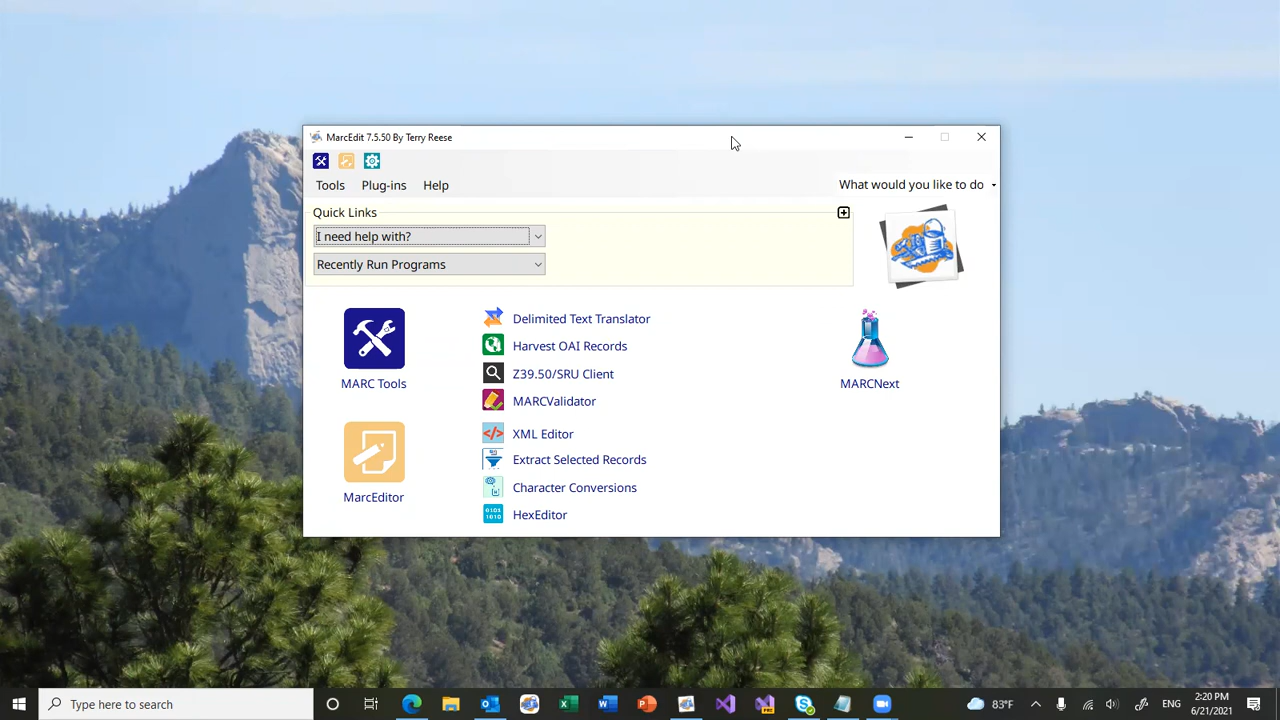 MarcEdit 7.5.50 By Terry Reese
Tools Plug-ins Help
What would you like to do
Quick Links
I need help with?
Recently Run Programs
MARC Tools
MarcEditor
Delimited Text Translator
Harvest OAI Records
Z39.50/SRU Client
MARCValidator
XML Editor
Extract Selected Records
Character Conversions
HexEditor
MARCNext
Type here to search
83°F
ENG
2:20 PM
6/21/2021